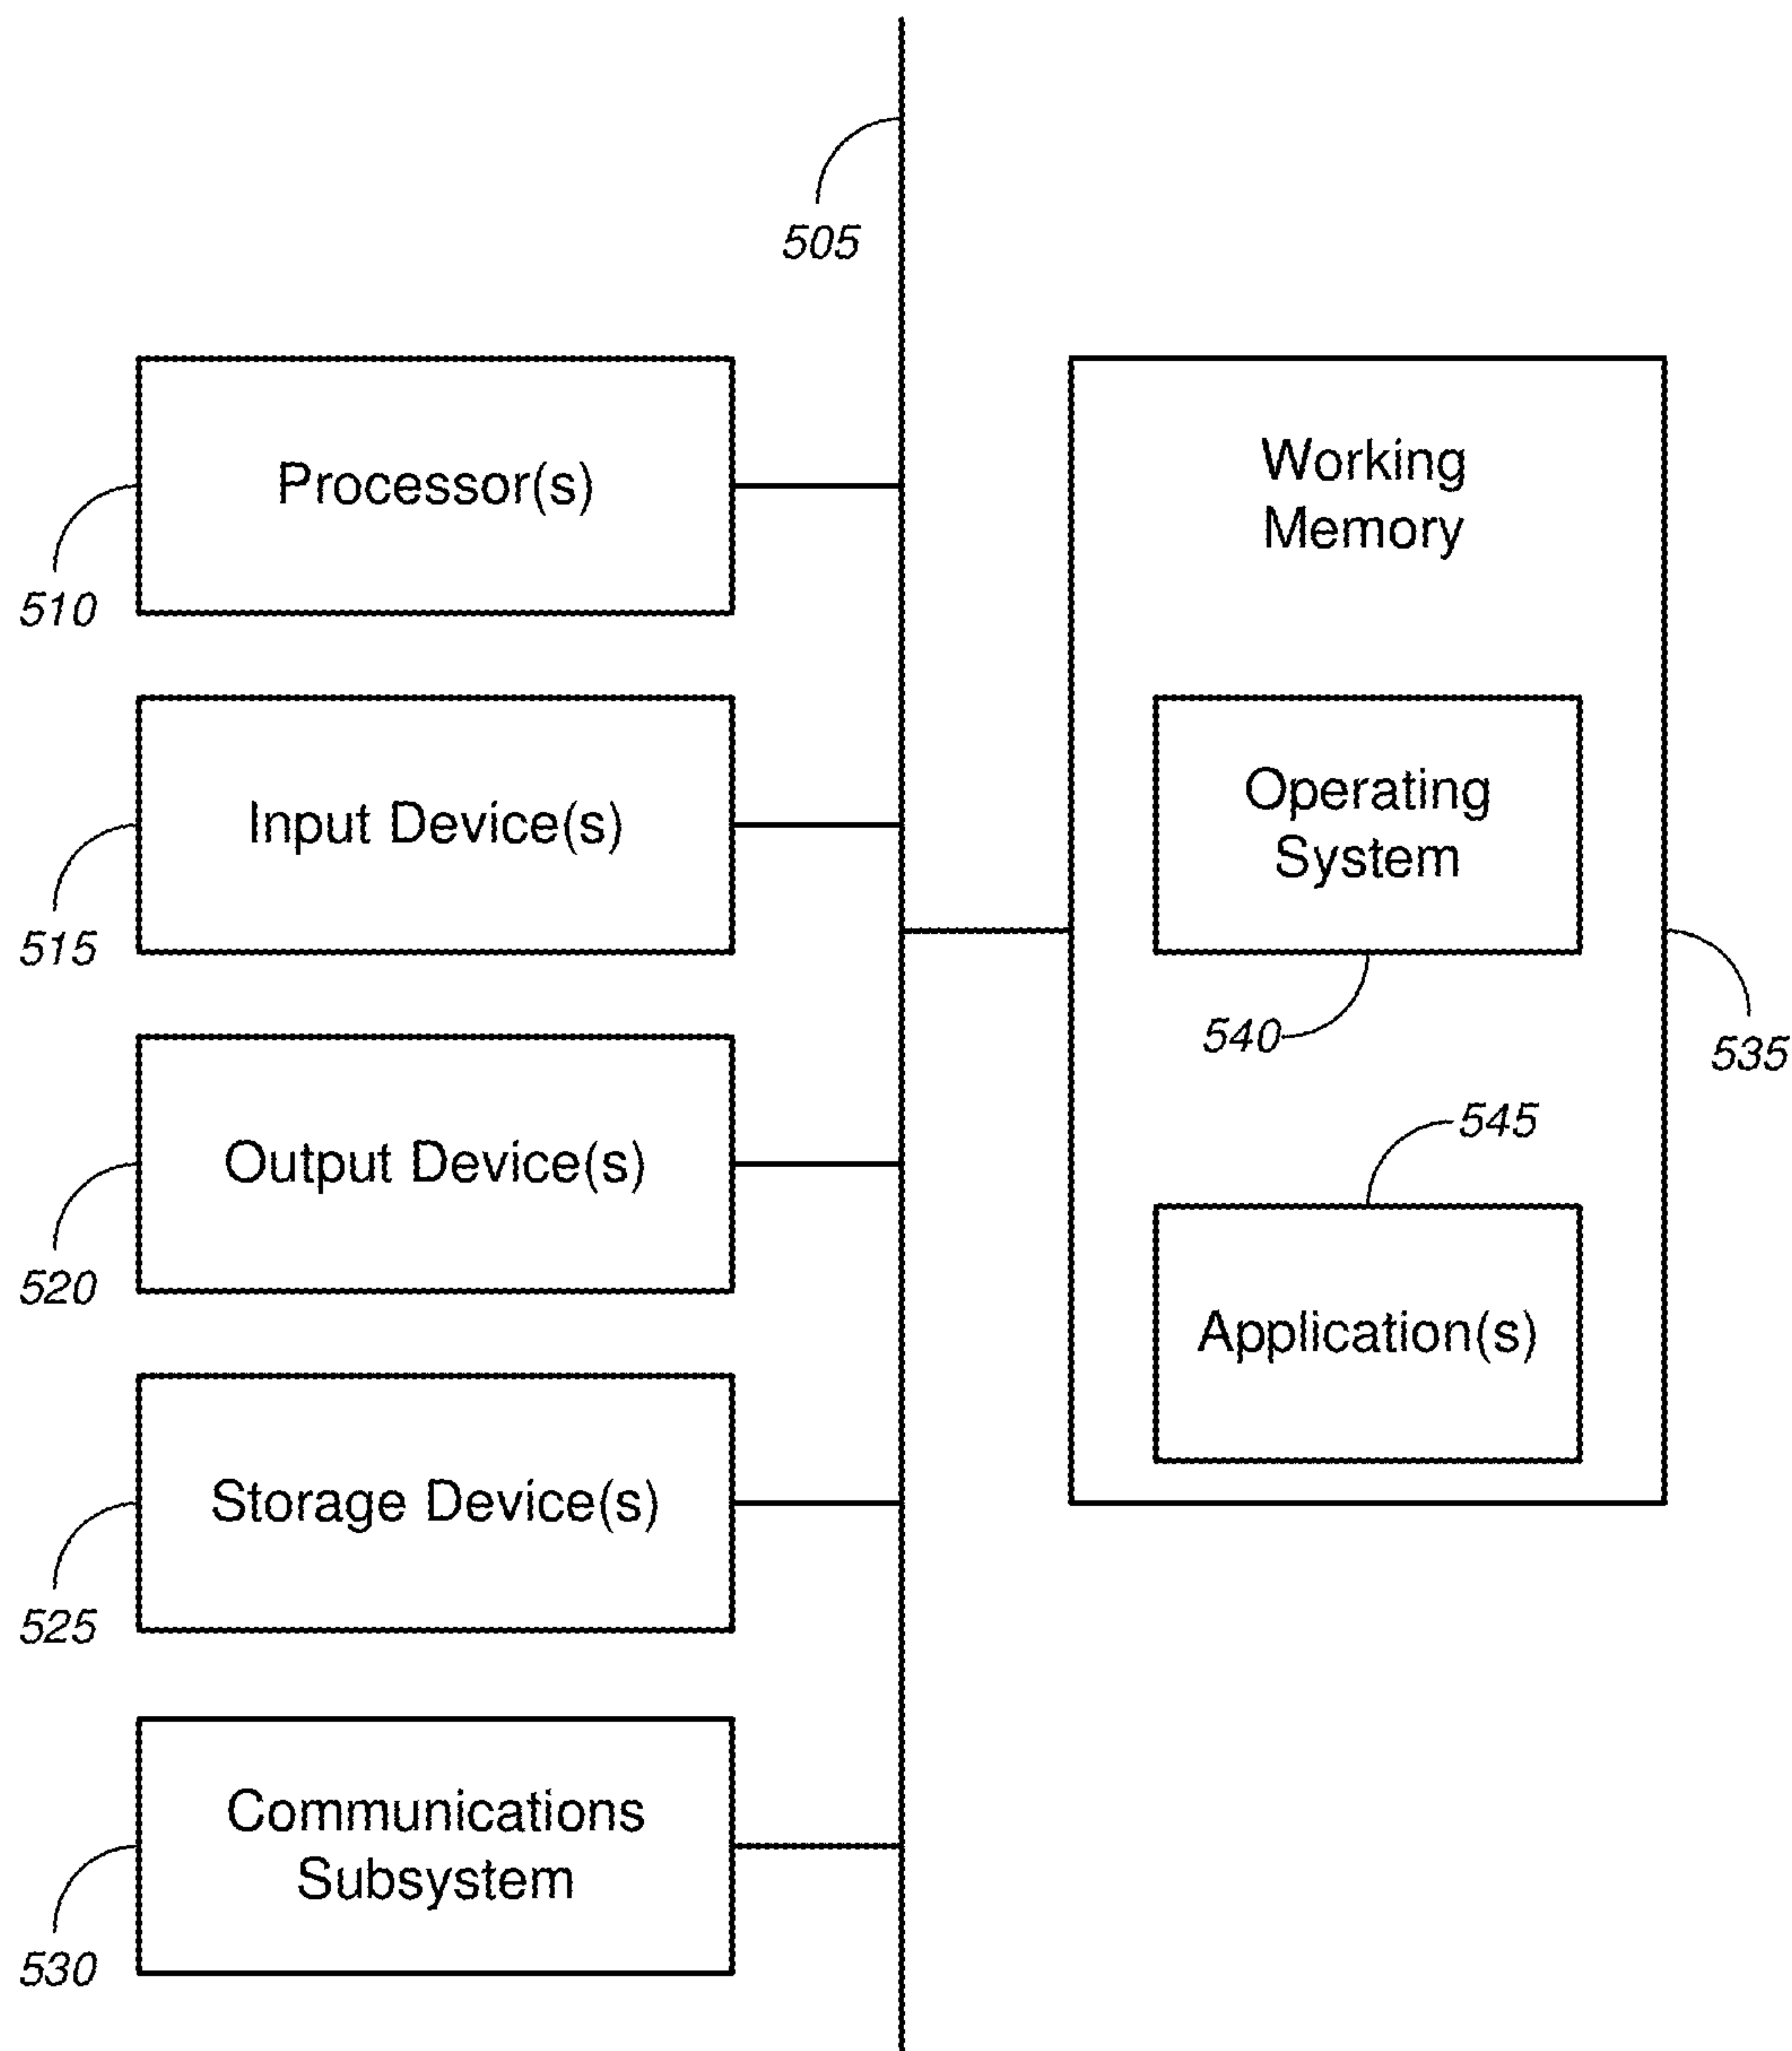 505
Processor(s)
510
Input Device(s)
515
Output Device(s)
520
Storage Device(s)
525
Communications
Subsystem
530
Working
Memory
Operating
System
540
535
545
Application(s)